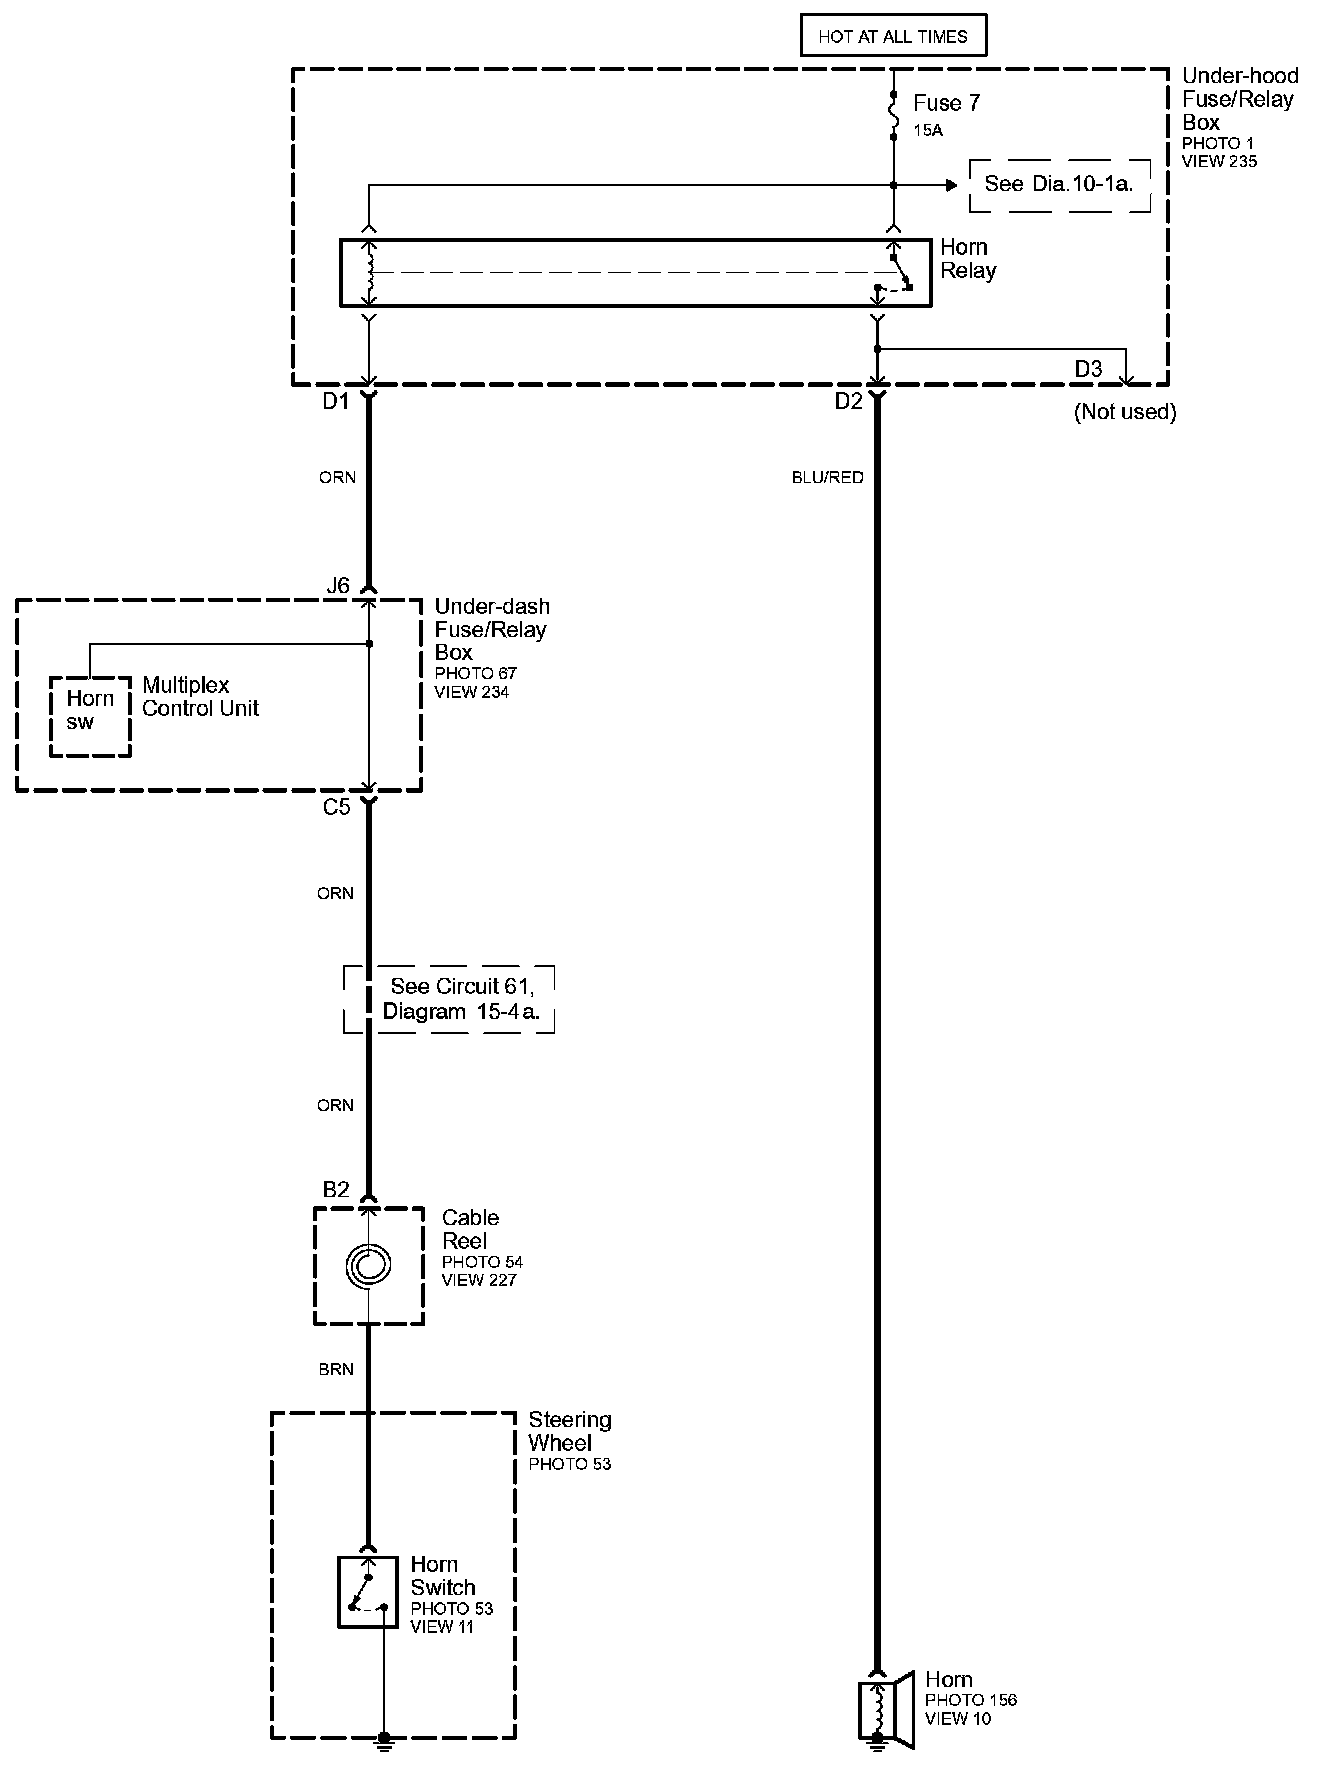 HOT AT ALL TIMES
Under-hood
Fuse/Relay
Box
PHOTO 1
VIEW 235
Fuse 7
15A
See Dia.10-1a.
Horn
Relay
D3
D1
D2
(Not used)
ORN
BLU/RED
J6
Under-dash
Fuse/Relay
Box
PHOTO 67
VIEW 234
Horn
sw
Multiplex
Control Unit
C5
ORN
See Circuit 61,
Diagram 15-4a.
ORN
B2
Cable
Reel
PHOTO 54
VIEW 227
BRN
Steering
Wheel
PHOTO 53
Horn
Switch
PHOTO 53
VIEW 11
Horn
PHOTO 156
VIEW 10